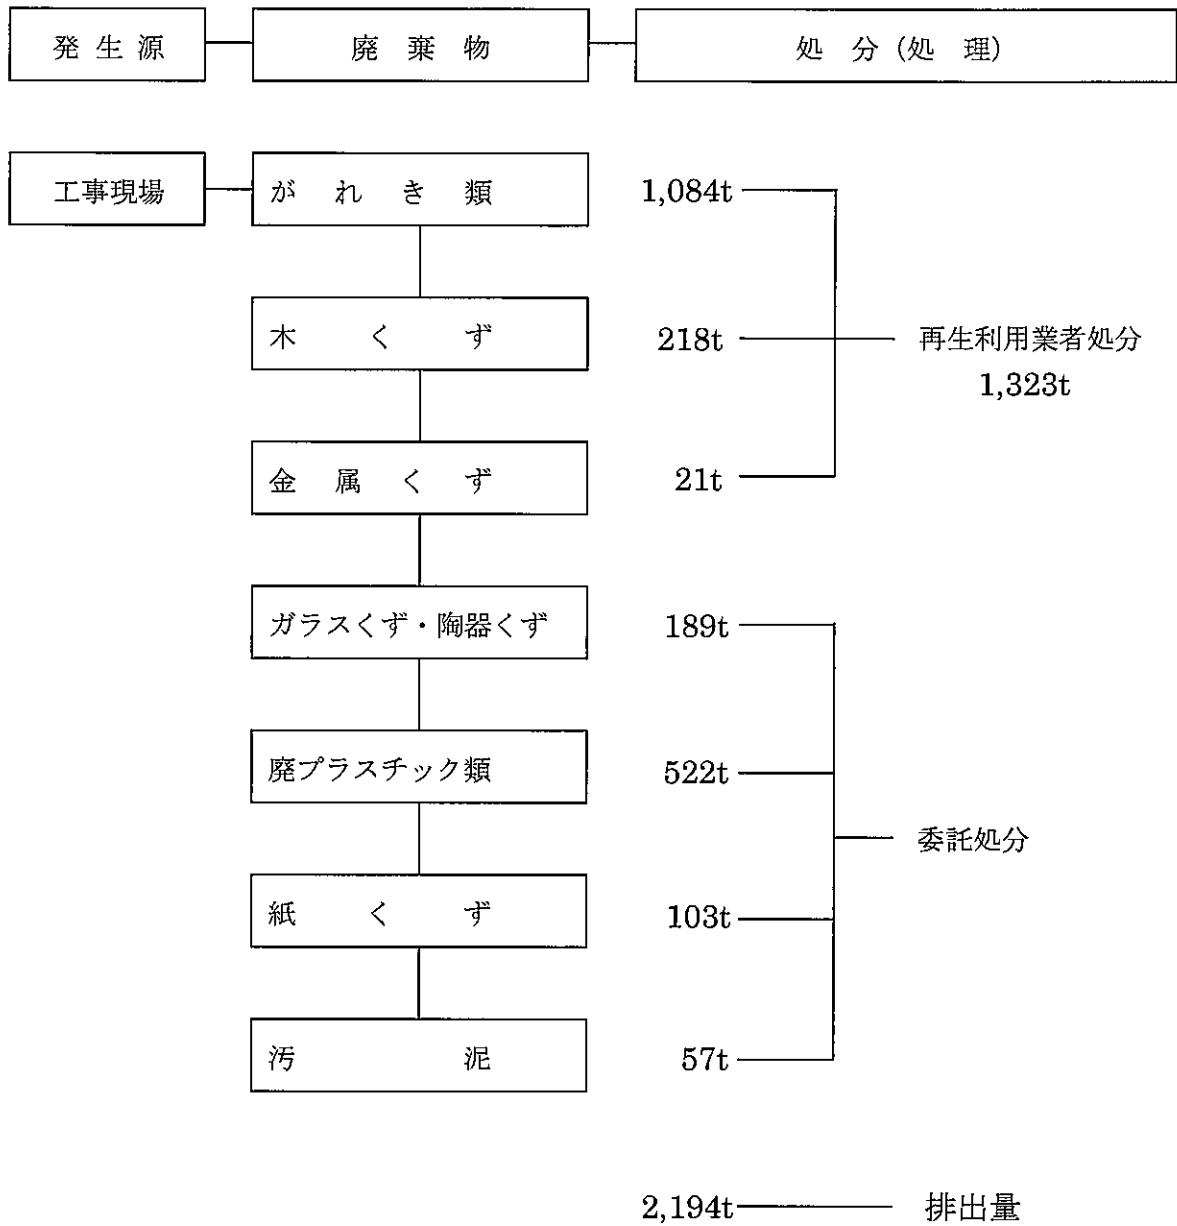 発生源 廃棄物 処分(処理)
工事現場 がれき類 1,084t
木くず 218t 再生利用業者処分
1,323t
金属くず 21t
ガラスくず・陶器くず 189t
廃プラスチック類 522t
委託処分
紙くず 103t
汚泥 57t
2,194t 排出量